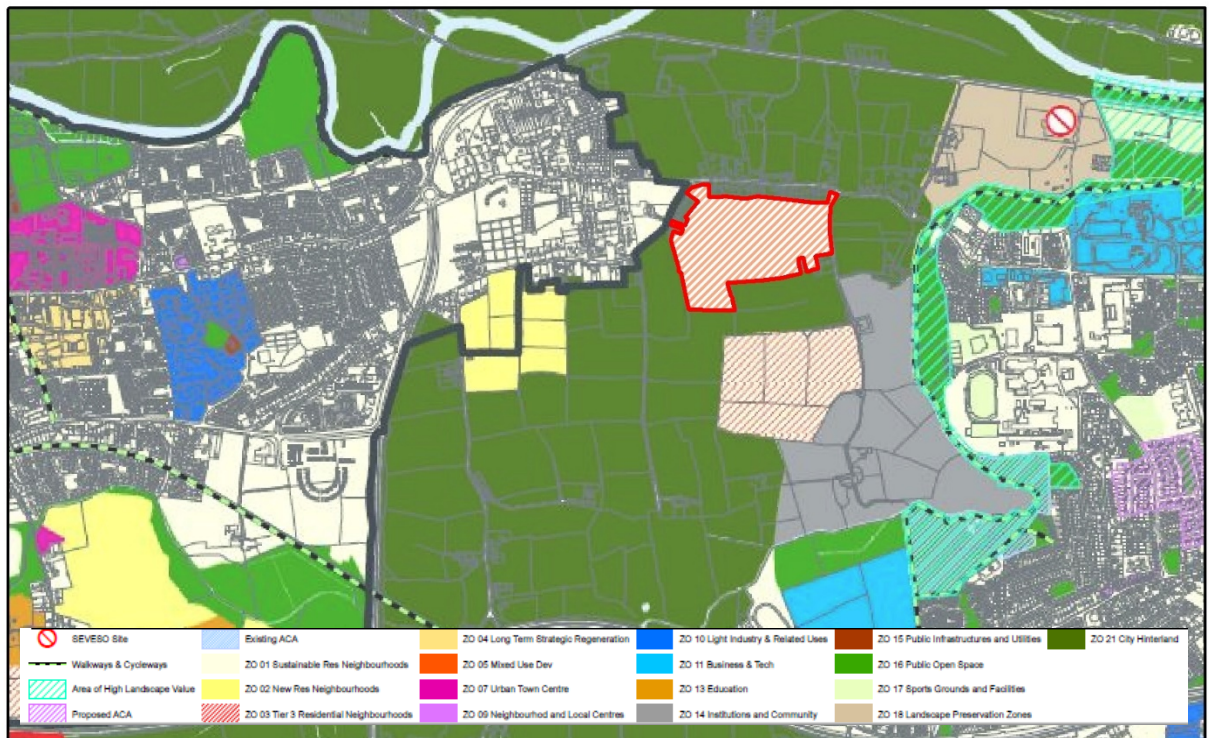 SEVESO Site
Existing ACA
ZO 04 Long Term Strategic Regeneration
ZO 10 Light Industry & Related Uses
ZO 15 Public Infrastructures and Utilities
ZO 21 City Hinterland
Walkways & Cycleways
ZO 01 Sustainable Res Neighbourhoods
ZO 05 Mixed Use Dev
ZO 11 Business & Tech
ZO 16 Public Open Space
Area of High Landscape Value
ZO 02 New Res Neighbourhoods
ZO 07 Urban Town Centre
ZO 13 Education
ZO 17 Sports Grounds and Facilities
Proposed ACA
ZO 03 Tier 3 Residential Neighbourhoods
ZO 09 Neighbourhod and Local Centres
ZO 14 Institutions and Community
ZO 18 Landscape Preservation Zones